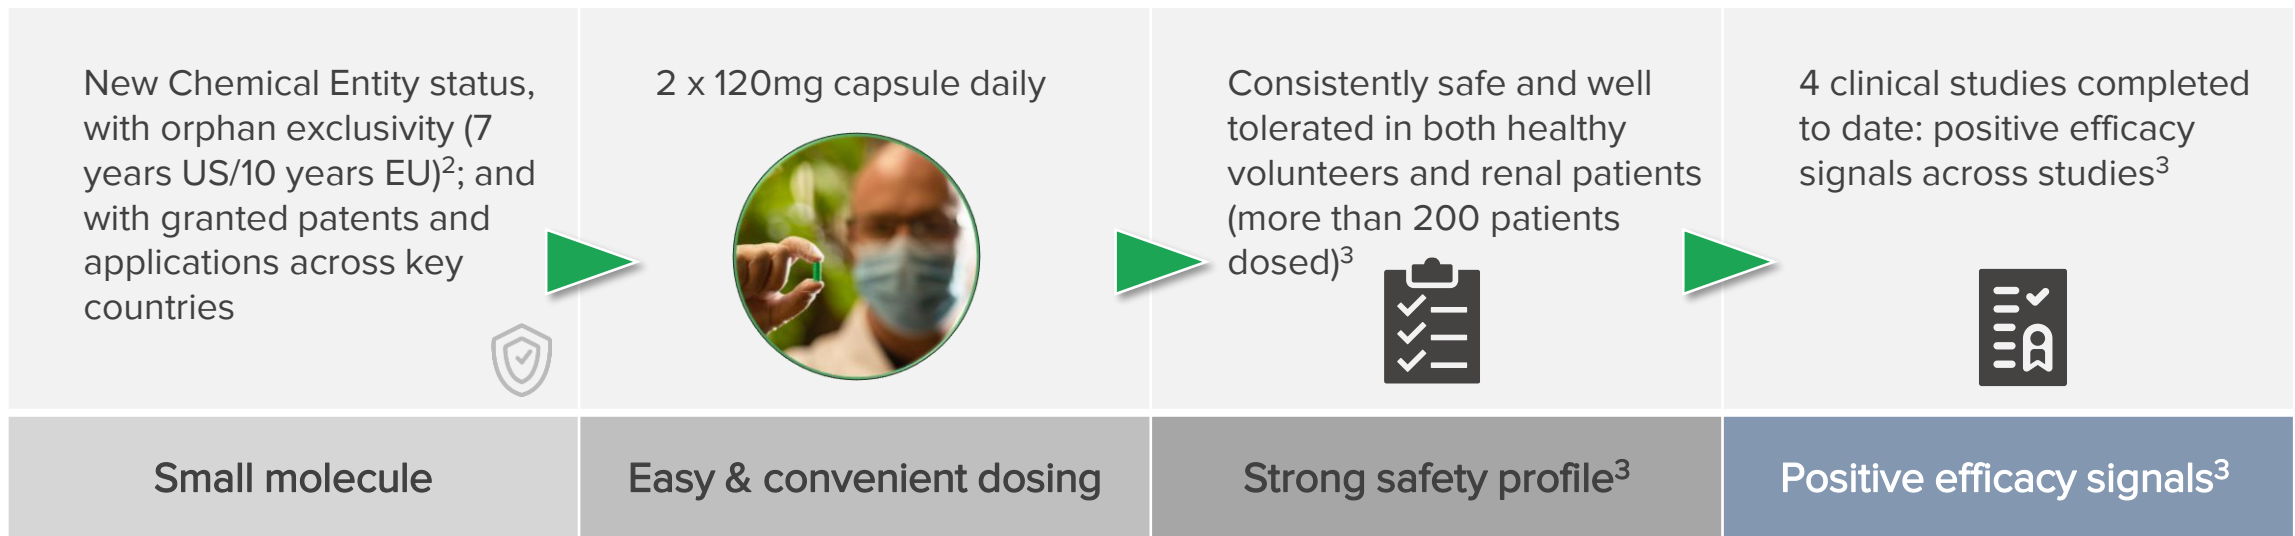 New Chemical Entity status,
with orphan exclusivity (7
years US/10 years EU)²; and
with granted patents and
applications across key
countries
Small molecule
2 x 120mg capsule daily
Easy & convenient dosing
Consistently safe and well
tolerated in both healthy
volunteers and renal patients
(more than 200 patients
dosed)³
Strong safety profile³
4 clinical studies completed
to date: positive efficacy
signals across studies³
Positive efficacy signals³